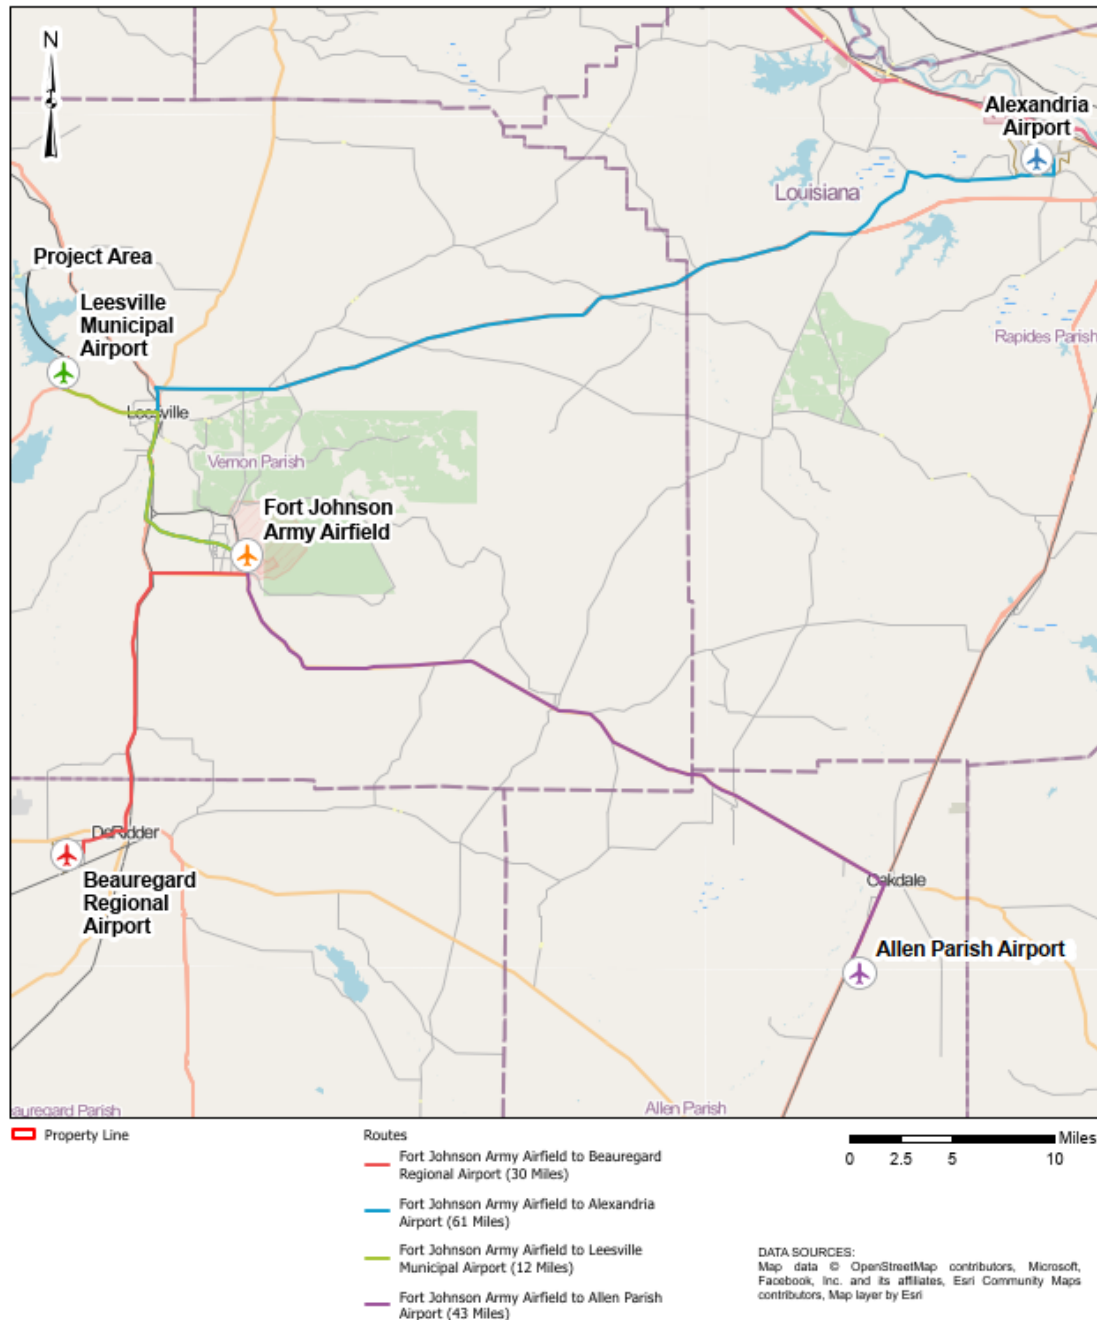 N
Alexandria
Airport
Louisiana
Project Area
Leesville
Municipal
Airport
Rapides Parish
Leesville
Vernon Parish
Fort Johnson
Army Airfield
DeRidder
Beauregard
Regional
Airport
Oakdale
Allen Parish Airport
eauregard Parish
Allen Parish
Property Line
Routes
Fort Johnson Army Airfield to Beauregard
Regional Airport (30 Miles)
Fort Johnson Army Airfield to Alexandria
Airport (61 Miles)
Fort Johnson Army Airfield to Leesville
Municipal Airport (12 Miles)
Fort Johnson Army Airfield to Allen Parish
Airport (43 Miles)
Miles
0 2.5 5 10
DATA SOURCES:
Map data © OpenStreetMap contributors, Microsoft,
Facebook, Inc. and its affiliates, Esri Community Maps
contributors, Map layer by Esri